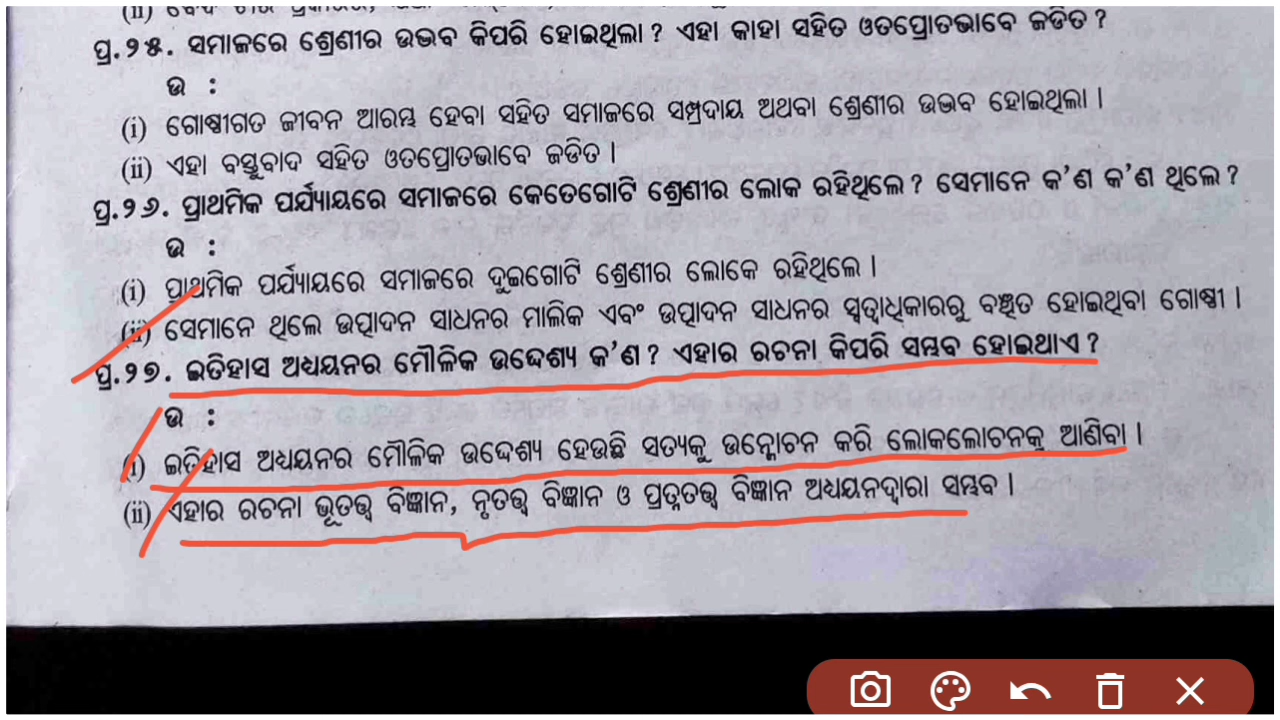 ପ୍ର.୨୫. ସମାଜରେ ଶ୍ରେଣୀର ଉଦ୍ଭବ କିପରି ହୋଇଥିଲା ? ଏହା କାହା ସହିତ ଓତପ୍ରୋତଭାବେ ଜଡିତ ?
ଉ :
(i) ଗୋଷ୍ଠୀଗତ ଜୀବନ ଆରମ୍ଭ ହେବା ସହିତ ସମାଜରେ ସମ୍ପ୍ରଦାୟ ଅଥବା ଶ୍ରେଣୀର ଉଦ୍ଭବ ହୋଇଥିଲା ।
(ii) ଏହା ବସ୍ତୁବାଦ ସହିତ ଓତପ୍ରୋତଭାବେ ଜଡିତ ।
ପ୍ର.୨୬. ପ୍ରାଥମିକ ପର୍ଯ୍ୟାୟରେ ସମାଜରେ କେତେଗୋଟି ଶ୍ରେଣୀର ଲୋକ ରହିଥିଲେ ? ସେମାନେ କ’ଣ କ’ଣ ଥିଲେ ?
ଉ :
(i) ପ୍ରାଥମିକ ପର୍ଯ୍ୟାୟରେ ସମାଜରେ ଦୁଇଗୋଟି ଶ୍ରେଣୀର ଲୋକେ ରହିଥିଲେ ।
(ii) ସେମାନେ ଥିଲେ ଉତ୍ପାଦନ ସାଧନର ମାଲିକ ଏବଂ ଉତ୍ପାଦନ ସାଧନର ସ୍ୱତ୍ୱାଧିକାରରୁ ବଞ୍ଚିତ ହୋଇଥିବା ଗୋଷ୍ଠୀ ।
ପ୍ର.୨୭. ଇତିହାସ ଅଧ୍ୟୟନର ମୌଳିକ ଉଦ୍ଦେଶ୍ୟ କ’ଣ ? ଏହାର ରଚନା କିପରି ସମ୍ଭବ ହୋଇଥାଏ ?
ଉ :
(i) ଇତିହାସ ଅଧ୍ୟୟନର ମୌଳିକ ଉଦ୍ଦେଶ୍ୟ ହେଉଛି ସତ୍ୟକୁ ଉନ୍ମୋଚନ କରି ଲୋକଲୋଚନକୁ ଆଣିବା ।
(ii) ଏହାର ରଚନା ଭୂତତ୍ତ୍ୱ ବିଜ୍ଞାନ, ନୃତତ୍ତ୍ୱ ବିଜ୍ଞାନ ଓ ପ୍ରତ୍ନତତ୍ତ୍ୱ ବିଜ୍ଞାନ ଅଧ୍ୟୟନଦ୍ୱାରା ସମ୍ଭବ ।